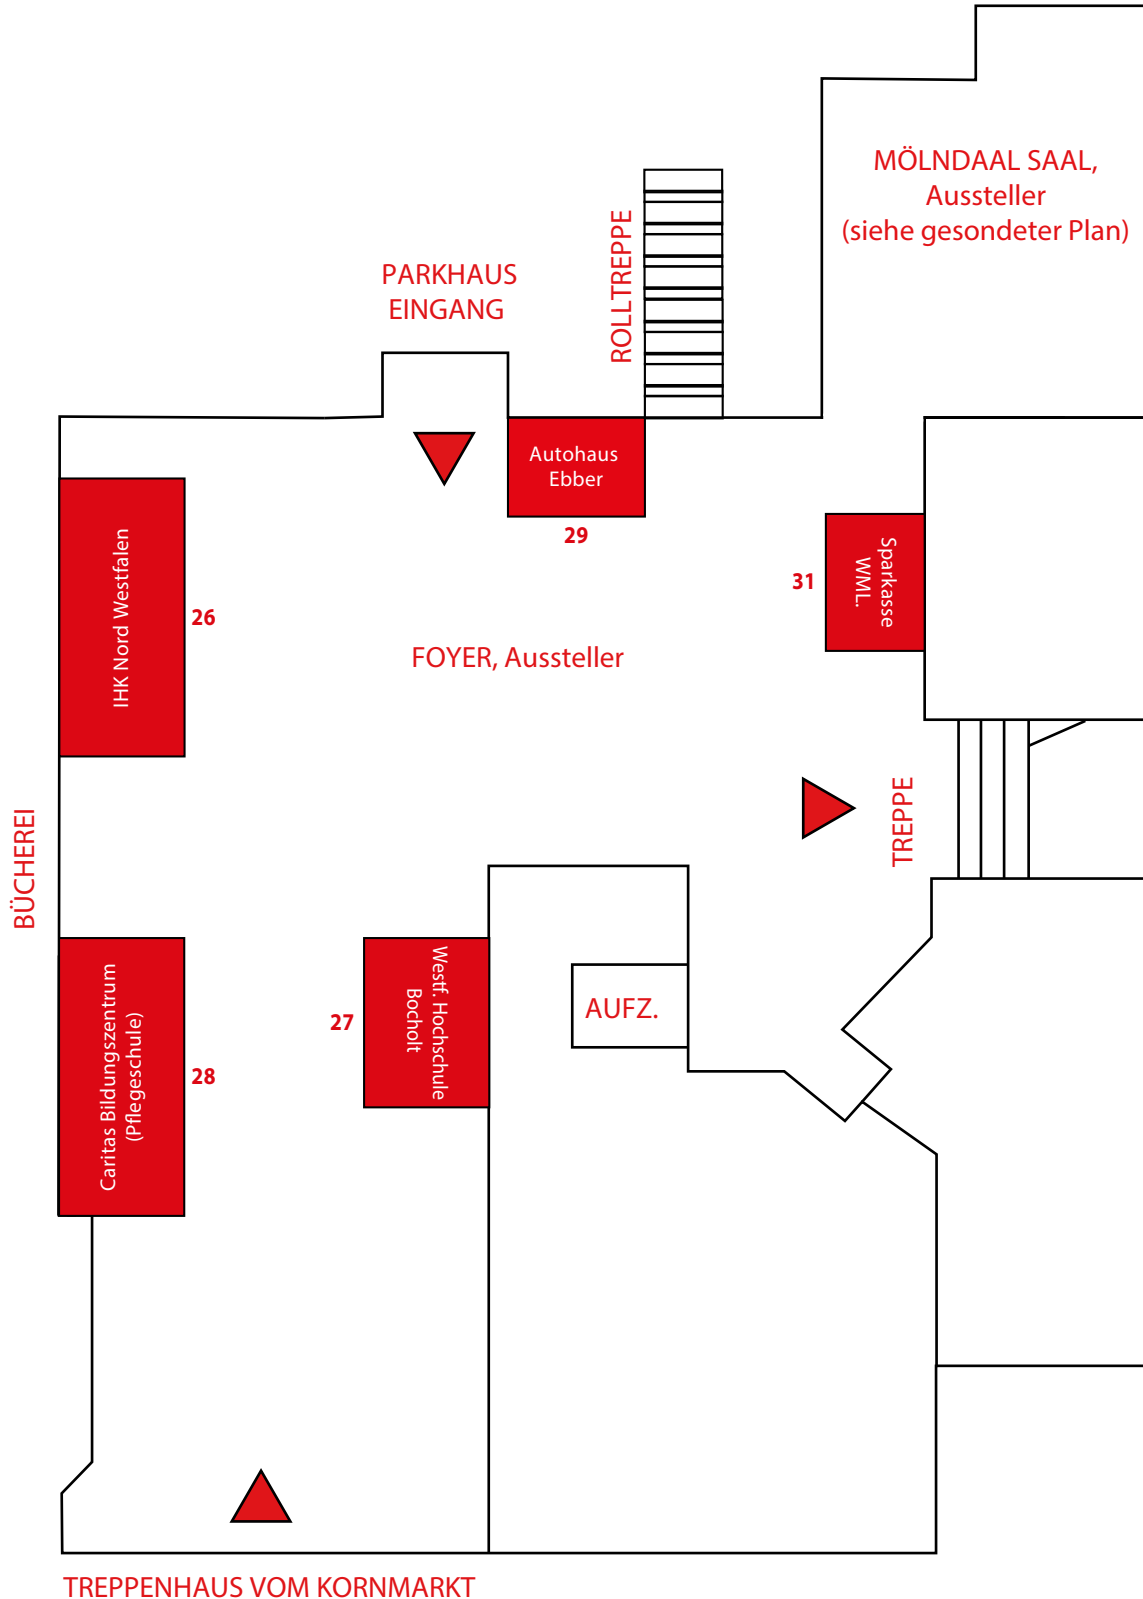 MÖLNDAAL SAAL,
Aussteller
(siehe gesondeter Plan)
ROLLTREPPE
PARKHAUS
EINGANG
Autohaus
Ebber
29
IHK Nord Westfalen
26
Sparkasse
WML.
31
FOYER, Aussteller
TREPPE
BÜCHEREI
Caritas Bildungszentrum
(Pflegeschule)
28
Westf. Hochschule
Bocholt
27
AUFZ.
TREPPENHAUS VOM KORNMARKT